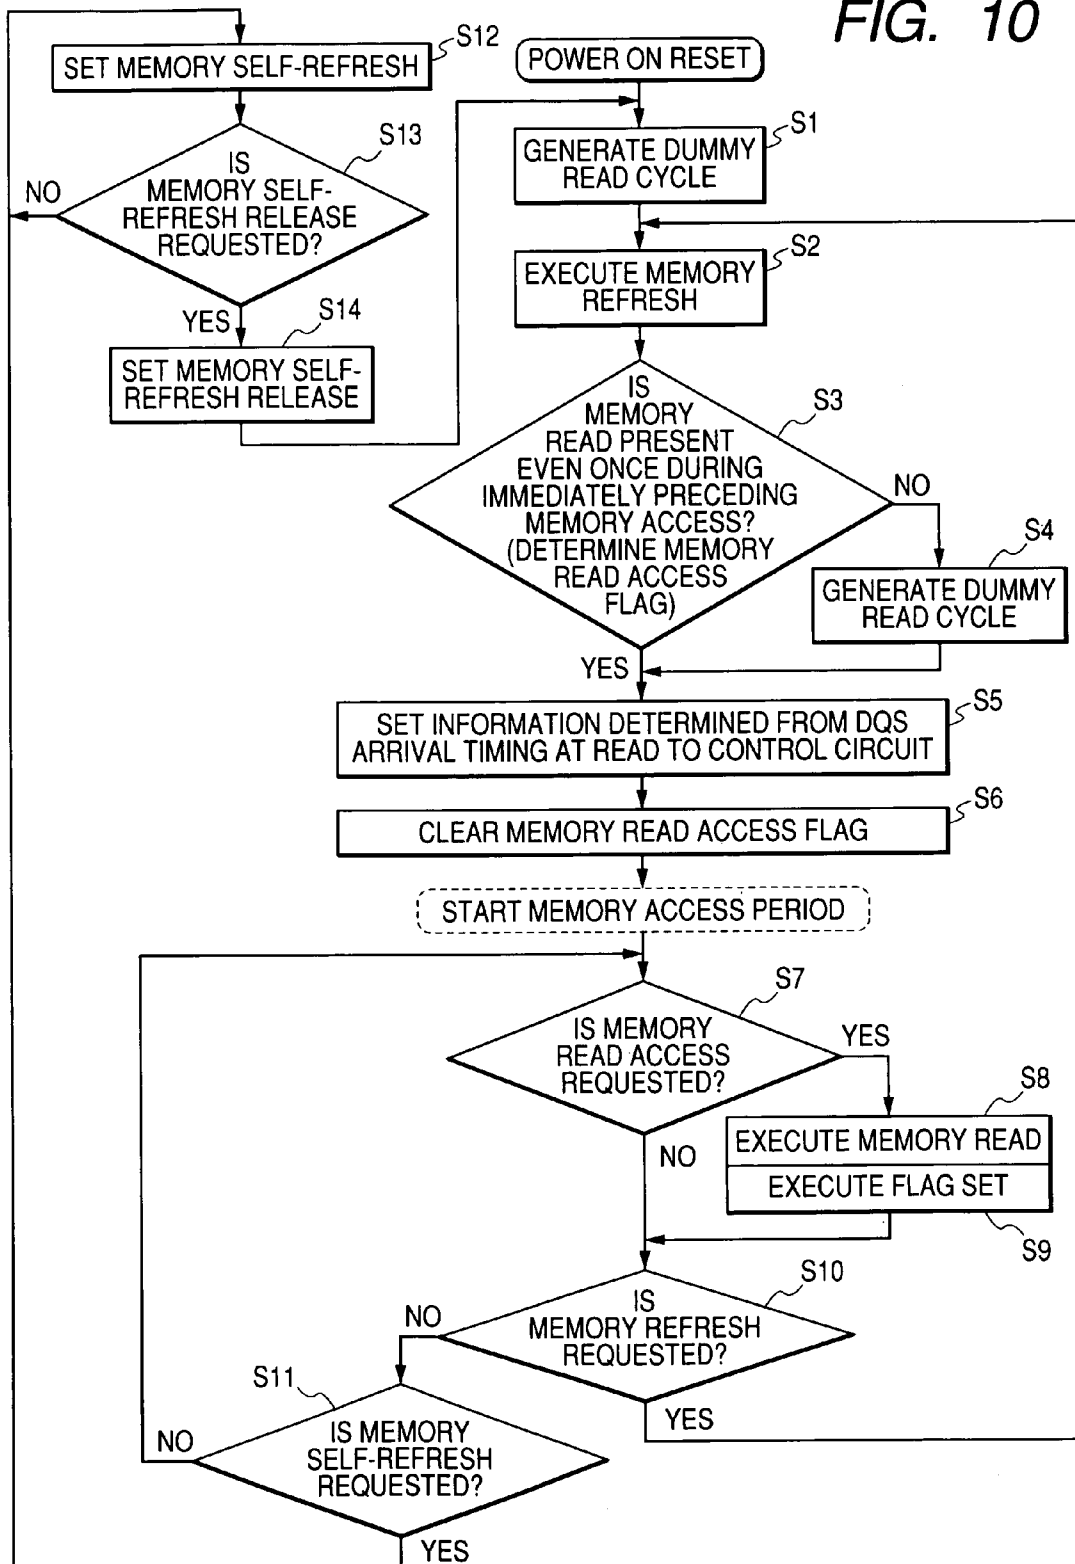 FIG. 10
S12
SET MEMORY SELF-REFRESH
S13
IS
MEMORY SELF-
REFRESH RELEASE
REQUESTED?
NO
YES
S14
SET MEMORY SELF-
REFRESH RELEASE
POWER ON RESET
S1
GENERATE DUMMY
READ CYCLE
S2
EXECUTE MEMORY
REFRESH
S3
IS
MEMORY
READ PRESENT
EVEN ONCE DURING
IMMEDIATELY PRECEDING
MEMORY ACCESS?
(DETERMINE MEMORY
READ ACCESS
FLAG)
NO
S4
GENERATE DUMMY
READ CYCLE
YES
S5
SET INFORMATION DETERMINED FROM DQS
ARRIVAL TIMING AT READ TO CONTROL CIRCUIT
S6
CLEAR MEMORY READ ACCESS FLAG
START MEMORY ACCESS PERIOD
S7
IS MEMORY
READ ACCESS
REQUESTED?
YES
S8
EXECUTE MEMORY READ
EXECUTE FLAG SET
S9
NO
S10
IS
MEMORY REFRESH
REQUESTED?
NO
YES
S11
IS MEMORY
SELF-REFRESH
REQUESTED?
NO
YES